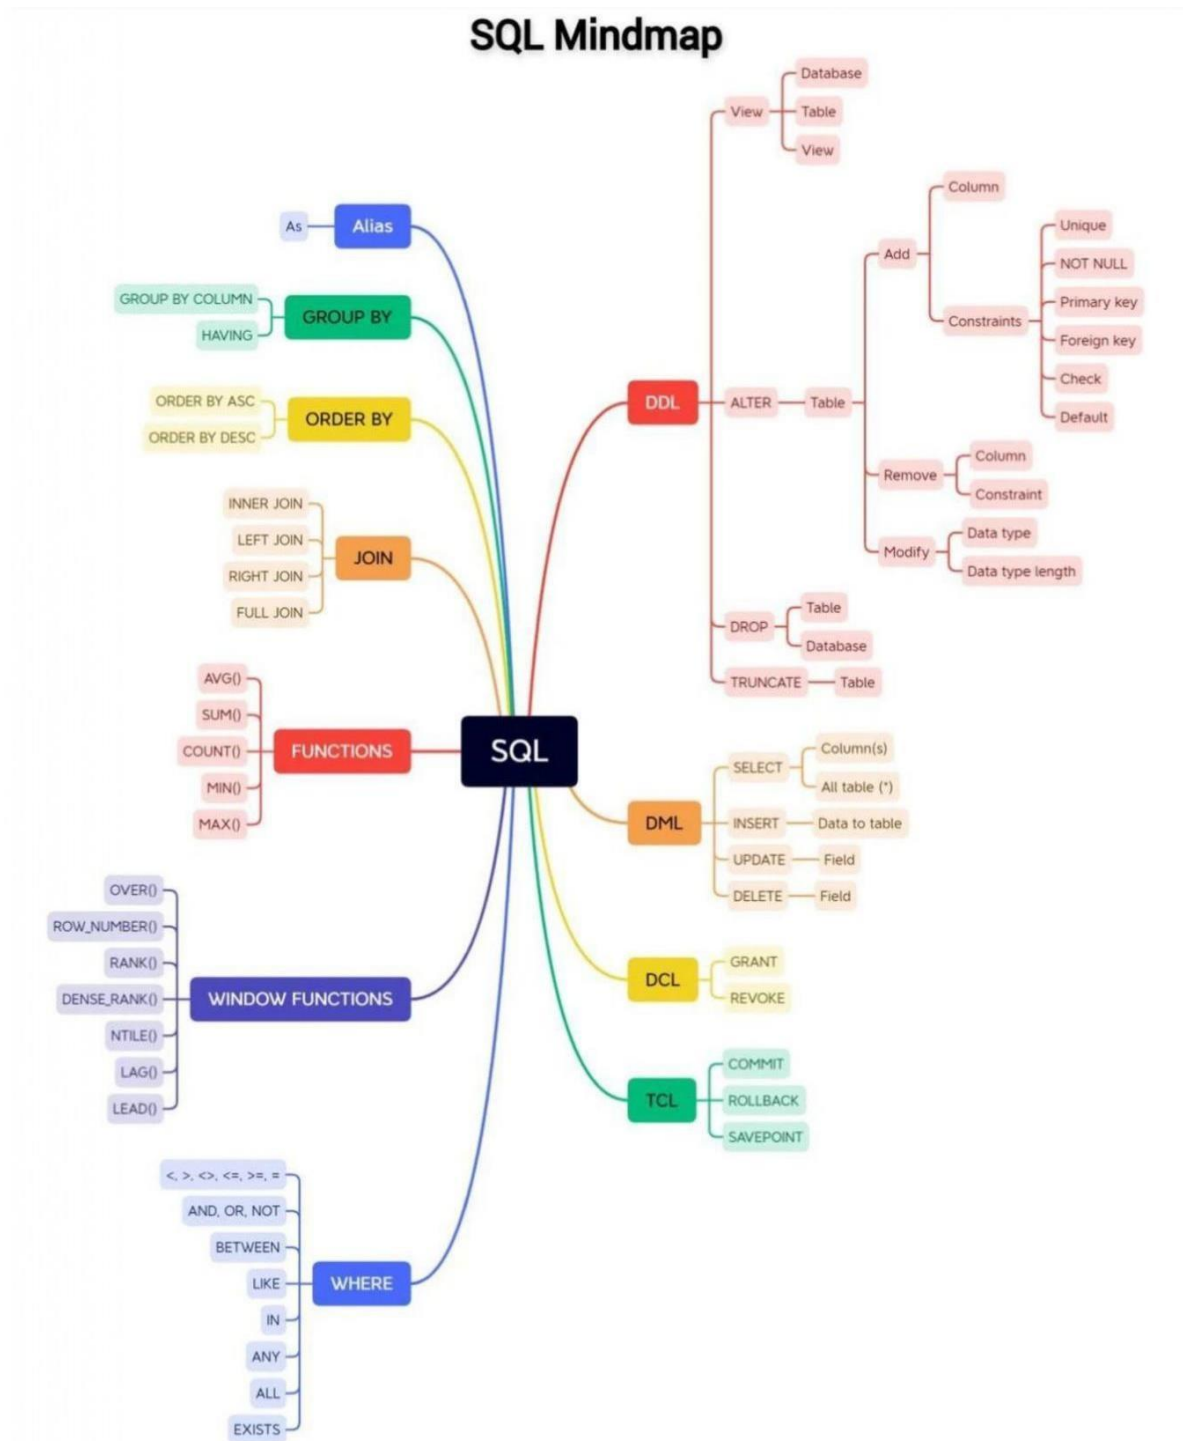 SQL Mindmap
Alias
As
GROUP BY
GROUP BY COLUMN
HAVING
ORDER BY
ORDER BY ASC
ORDER BY DESC
JOIN
INNER JOIN
LEFT JOIN
RIGHT JOIN
FULL JOIN
FUNCTIONS
AVG()
SUM()
COUNT()
MIN()
MAX()
WINDOW FUNCTIONS
OVER()
ROW_NUMBER()
RANK()
DENSE_RANK()
NTILE()
LAG()
LEAD()
WHERE
<, >, <>, <=, >=, =
AND, OR, NOT
BETWEEN
LIKE
IN
ANY
ALL
EXISTS
SQL
DDL
View
Database
Table
View
ALTER
Table
Add
Column
Constraints
Unique
NOT NULL
Primary key
Foreign key
Check
Default
Remove
Column
Constraint
Modify
Data type
Data type length
DROP
Table
Database
TRUNCATE
Table
DML
SELECT
Column(s)
All table (*)
INSERT
Data to table
UPDATE
Field
DELETE
Field
DCL
GRANT
REVOKE
TCL
COMMIT
ROLLBACK
SAVEPOINT